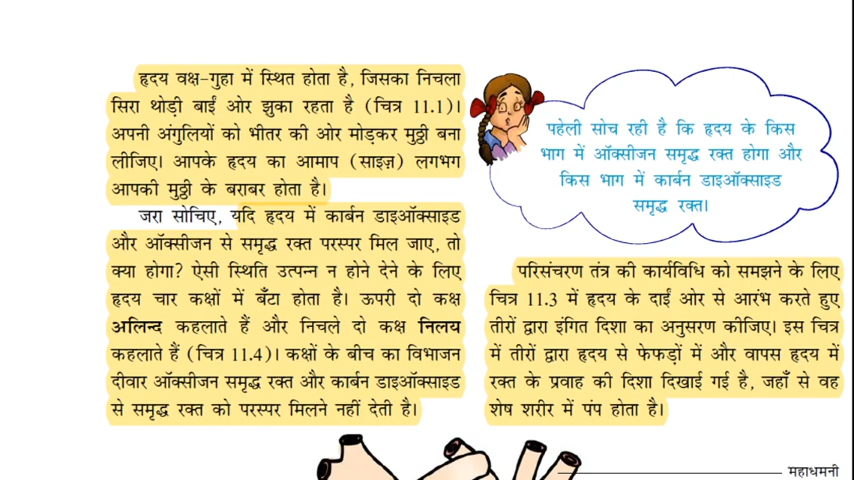 हृदय वक्ष-गुहा में स्थित होता है, जिसका निचला
सिरा थोड़ी बाईं ओर झुका रहता है (चित्र 11.1)।
अपनी अंगुलियों को भीतर की ओर मोड़कर मुट्ठी बना
लीजिए। आपके हृदय का आमाप (साइज़) लगभग
आपकी मुट्ठी के बराबर होता है।
जरा सोचिए, यदि हृदय में कार्बन डाइऑक्साइड
और ऑक्सीजन से समृद्ध रक्त परस्पर मिल जाए, तो
क्या होगा? ऐसी स्थिति उत्पन्न न होने देने के लिए
हृदय चार कक्षों में बँटा होता है। ऊपरी दो कक्ष
अलिन्द कहलाते हैं और निचले दो कक्ष निलय
कहलाते हैं (चित्र 11.4)। कक्षों के बीच का विभाजन
दीवार ऑक्सीजन समृद्ध रक्त और कार्बन डाइऑक्साइड
से समृद्ध रक्त को परस्पर मिलने नहीं देती है।
पहेली सोच रही है कि हृदय के किस
भाग में ऑक्सीजन समृद्ध रक्त होगा और
किस भाग में कार्बन डाइऑक्साइड
समृद्ध रक्त।
परिसंचरण तंत्र की कार्यविधि को समझने के लिए
चित्र 11.3 में हृदय के दाईं ओर से आरंभ करते हुए
तीरों द्वारा इंगित दिशा का अनुसरण कीजिए। इस चित्र
में तीरों द्वारा हृदय से फेफड़ों में और वापस हृदय में
रक्त के प्रवाह की दिशा दिखाई गई है, जहाँ से वह
शेष शरीर में पंप होता है।
महाधमनी